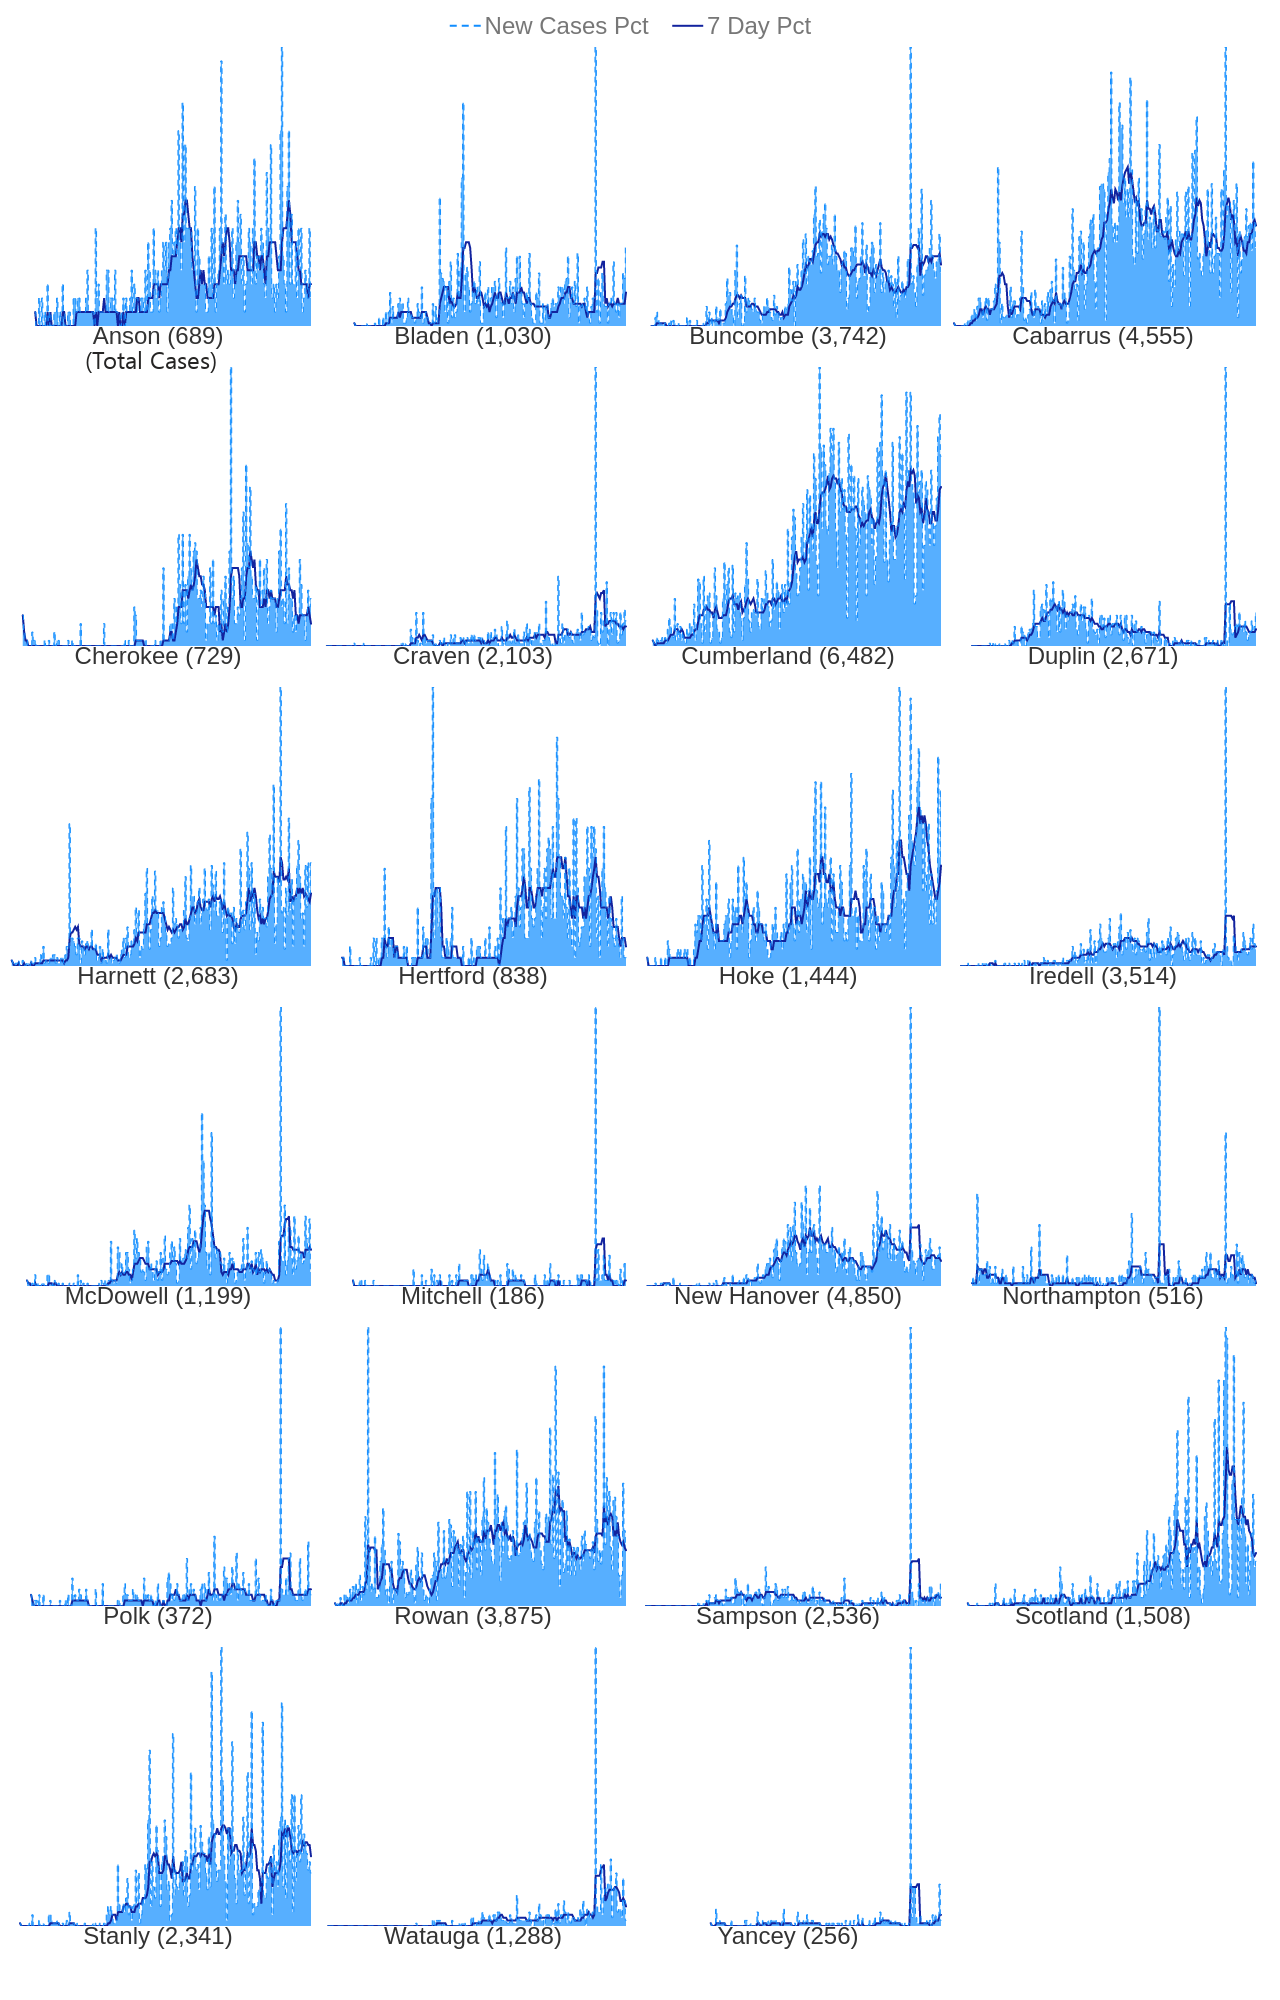 New Cases Pct 7 Day Pct
Anson (689) Bladen (1,030) Buncombe (3,742) Cabarrus (4,555)
(Total Cases)
Cherokee (729) Craven (2,103) Cumberland (6,482) Duplin (2,671)
Harnett (2,683) Hertford (838) Hoke (1,444) Iredell (3,514)
McDowell (1,199) Mitchell (186) New Hanover (4,850) Northampton (516)
Polk (372) Rowan (3,875) Sampson (2,536) Scotland (1,508)
Stanly (2,341) Watauga (1,288) Yancey (256)